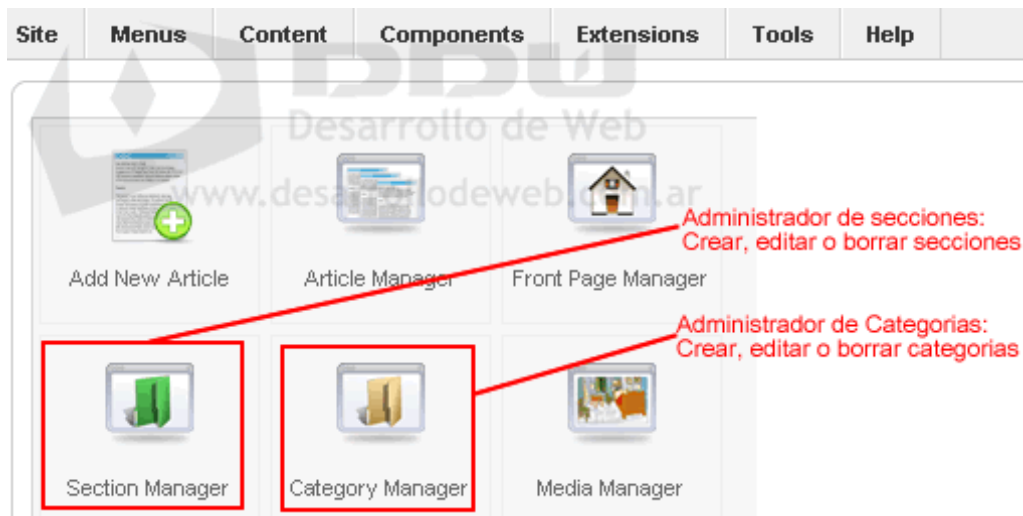 Site Menus Content Components Extensions Tools Help
DDU
Desarrollo de Web
www.desarrollodeweb.com.ar
Add New Article Article Manager Front Page Manager
Administrador de secciones:
Crear, editar o borrar secciones
Administrador de Categorias:
Crear, editar o borrar categorias
Section Manager Category Manager Media Manager